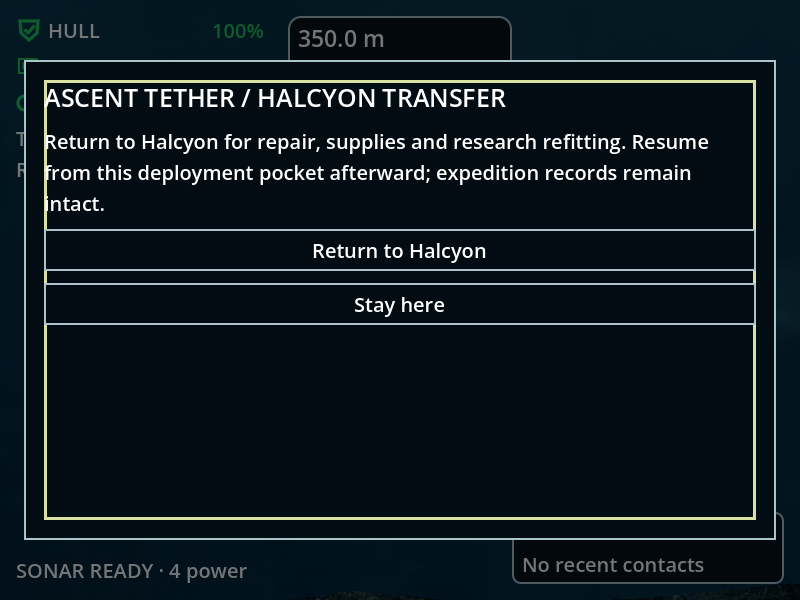 HULL 100%
350.0 m
ASCENT TETHER / HALCYON TRANSFER
Return to Halcyon for repair, supplies and research refitting. Resume
from this deployment pocket afterward; expedition records remain
intact.
Return to Halcyon
Stay here
No recent contacts
SONAR READY · 4 power